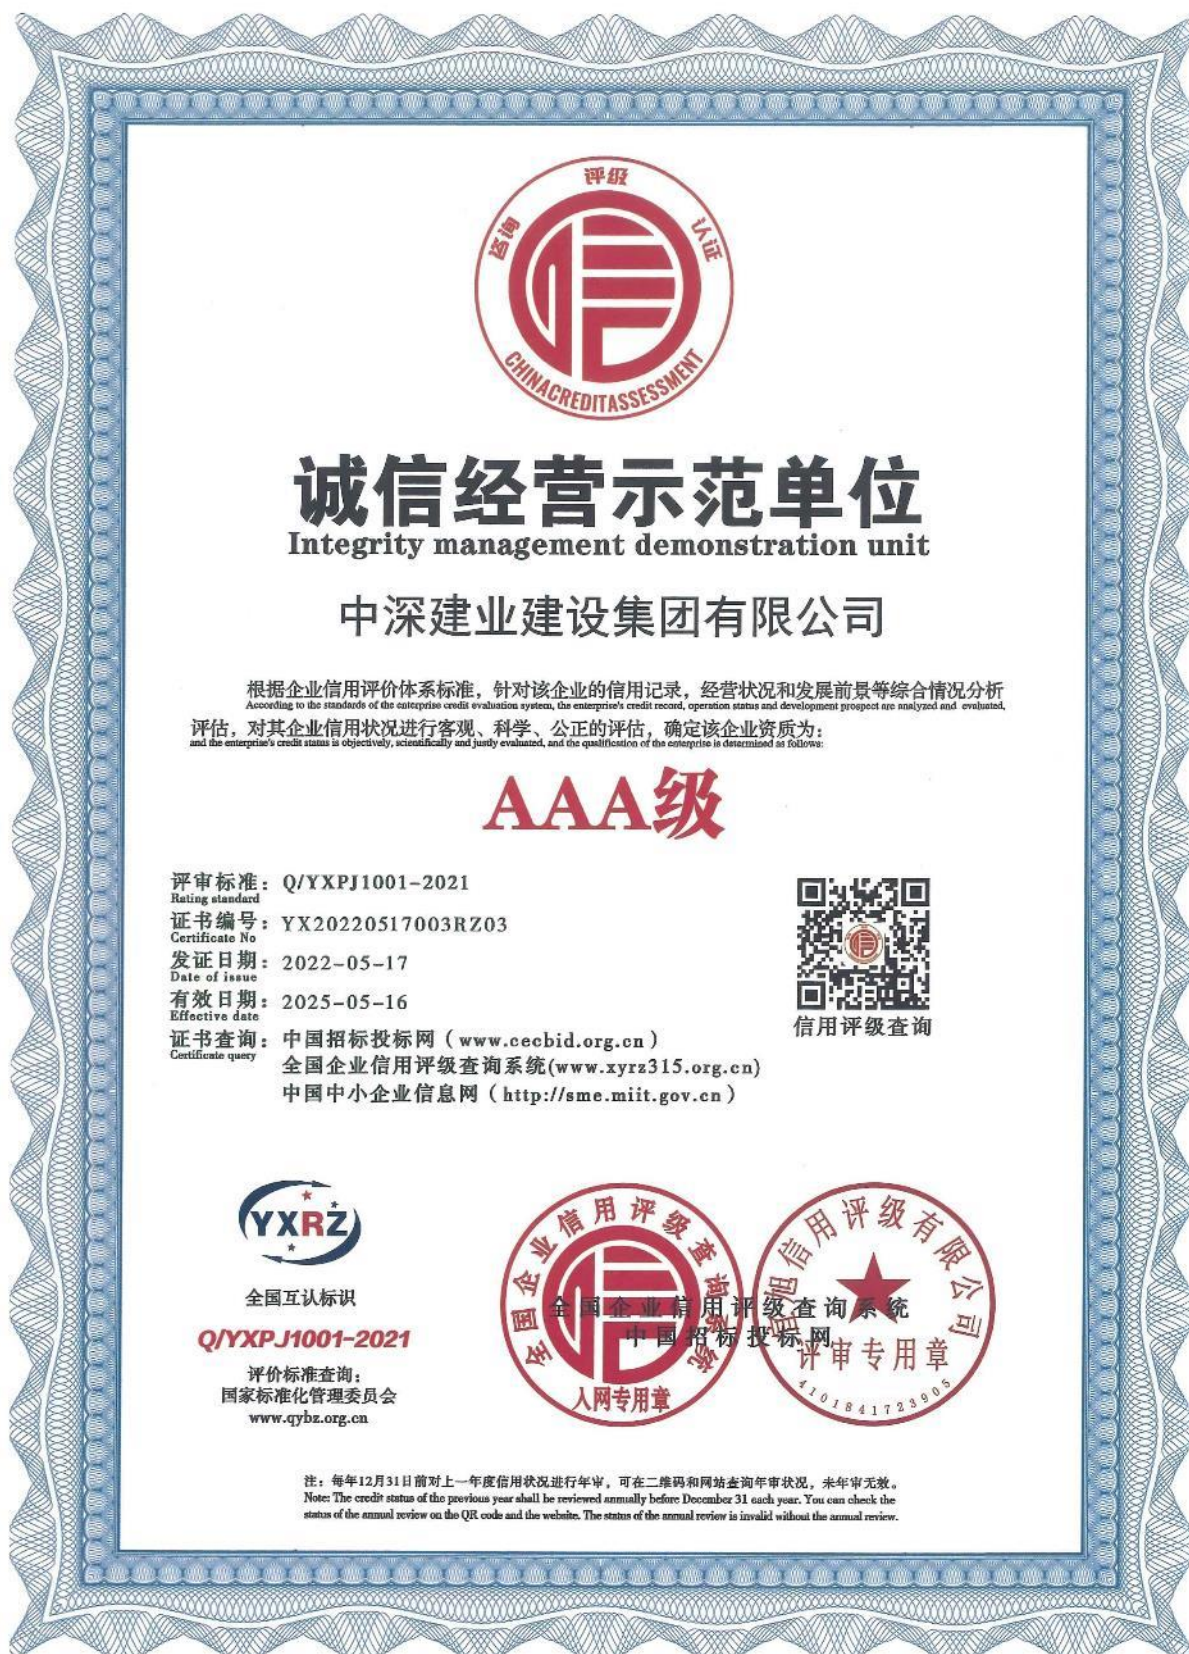 咨询 评级 认证
信
CHINACREDITASSESSMENT
诚信经营示范单位
Integrity management demonstration unit
中深建业建设集团有限公司
根据企业信用评价体系标准，针对该企业的信用记录，经营状况和发展前景等综合情况分析
According to the standards of the enterprise credit evaluation system, the enterprise's credit record, operation status and development prospect are analyzed and evaluated,
评估，对其企业信用状况进行客观、科学、公正的评估，确定该企业资质为：
and the enterprise's credit status is objectively, scientifically and justly evaluated, and the qualification of the enterprise is determined as follows:
AAA级
评审标准：Q/YXPJ1001-2021
Rating standard
证书编号：YX20220517003RZ03
Certificate No
发证日期：2022-05-17
Date of issue
有效日期：2025-05-16
Effective date
证书查询：中国招标投标网（www.cecbid.org.cn）
Certificate query
全国企业信用评级查询系统(www.xyrz315.org.cn)
中国中小企业信息网（http://sme.miit.gov.cn）
信用评级查询
YXRZ
全国互认标识
Q/YXPJ1001-2021
评价标准查询：
国家标准化管理委员会
www.qybz.org.cn
全国企业信用评级查询系统
入网专用章
旭信用评级有限公司
评审专用章
4101841723905
全国企业信用评级查询系统
中国招标投标网
注：每年12月31日前对上一年度信用状况进行年审，可在二维码和网站查询年审状况，未年审无效。
Note: The credit status of the previous year shall be reviewed annually before December 31 each year. You can check the
status of the annual review on the QR code and the website. The status of the annual review is invalid without the annual review.